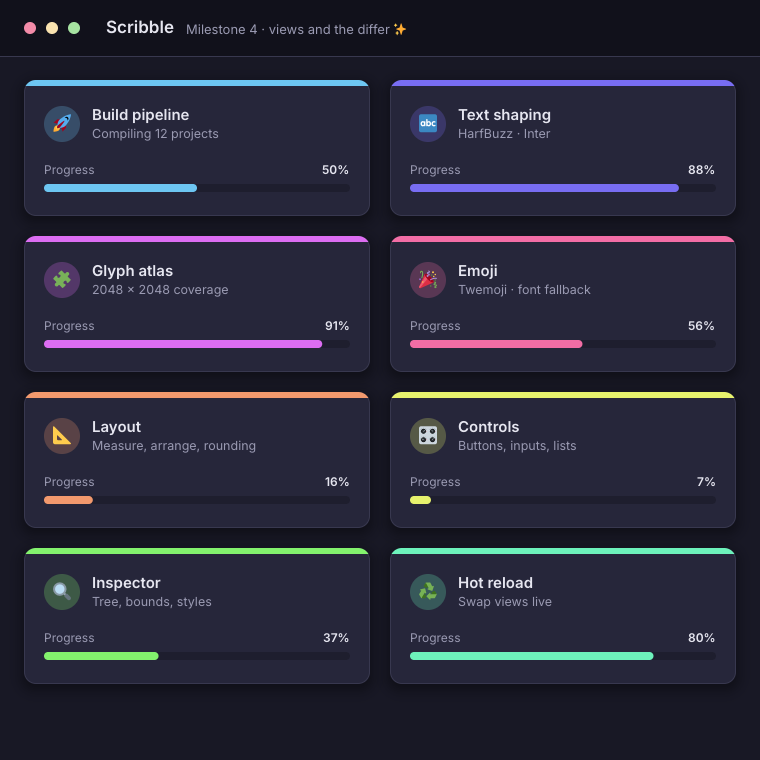 Scribble Milestone 4 · views and the differ ✨
Build pipeline
Compiling 12 projects
Progress 50%
abc
Text shaping
HarfBuzz · Inter
Progress 88%
Glyph atlas
2048 × 2048 coverage
Progress 91%
Emoji
Twemoji · font fallback
Progress 56%
Layout
Measure, arrange, rounding
Progress 16%
Controls
Buttons, inputs, lists
Progress 7%
Inspector
Tree, bounds, styles
Progress 37%
Hot reload
Swap views live
Progress 80%